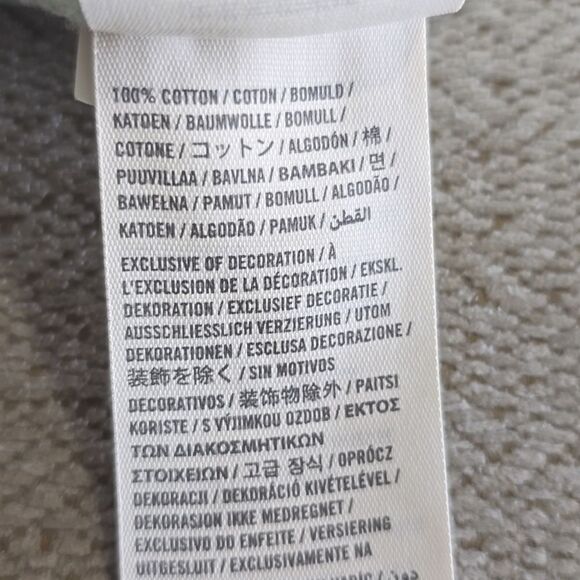 100% COTTON / COTON / BOMULD /
KATOEN / BAUMWOLLE / BOMULL /
COTONE / コットン / ALGODÓN / 棉 /
PUUVILLAA / BAVLNA / BAMBAKI / 면 /
BAWEŁNA / PAMUT / BOMULL / ALGODÃO /
KATOEN / ALGODÃO / PAMUK / القطن
EXCLUSIVE OF DECORATION / À
L'EXCLUSION DE LA DÉCORATION / EKSKL.
DEKORATION / EXCLUSIEF DECORATIE /
AUSSCHLIESSLICH VERZIERUNG / UTOM
DEKORATIONEN / ESCLUSA DECORAZIONE /
装飾を除く / SIN MOTIVOS
DECORATIVOS / 装饰物除外 / PAITSI
KORISTE / S VÝJIMKOU OZDOB / ΕΚΤΟΣ
ΤΩΝ ΔΙΑΚΟΣΜΗΤΙΚΩΝ
ΣΤΟΙΧΕΙΩΝ / 고급 장식 / OPRÓCZ
DEKORACJI / DEKORÁCIÓ KIVÉTELÉVEL /
DEKORASJON IKKE MEDREGNET /
EXCLUSIVO DO ENFEITE / VERSIERING
UITGESLUIT / EXCLUSIVAMENTE NA